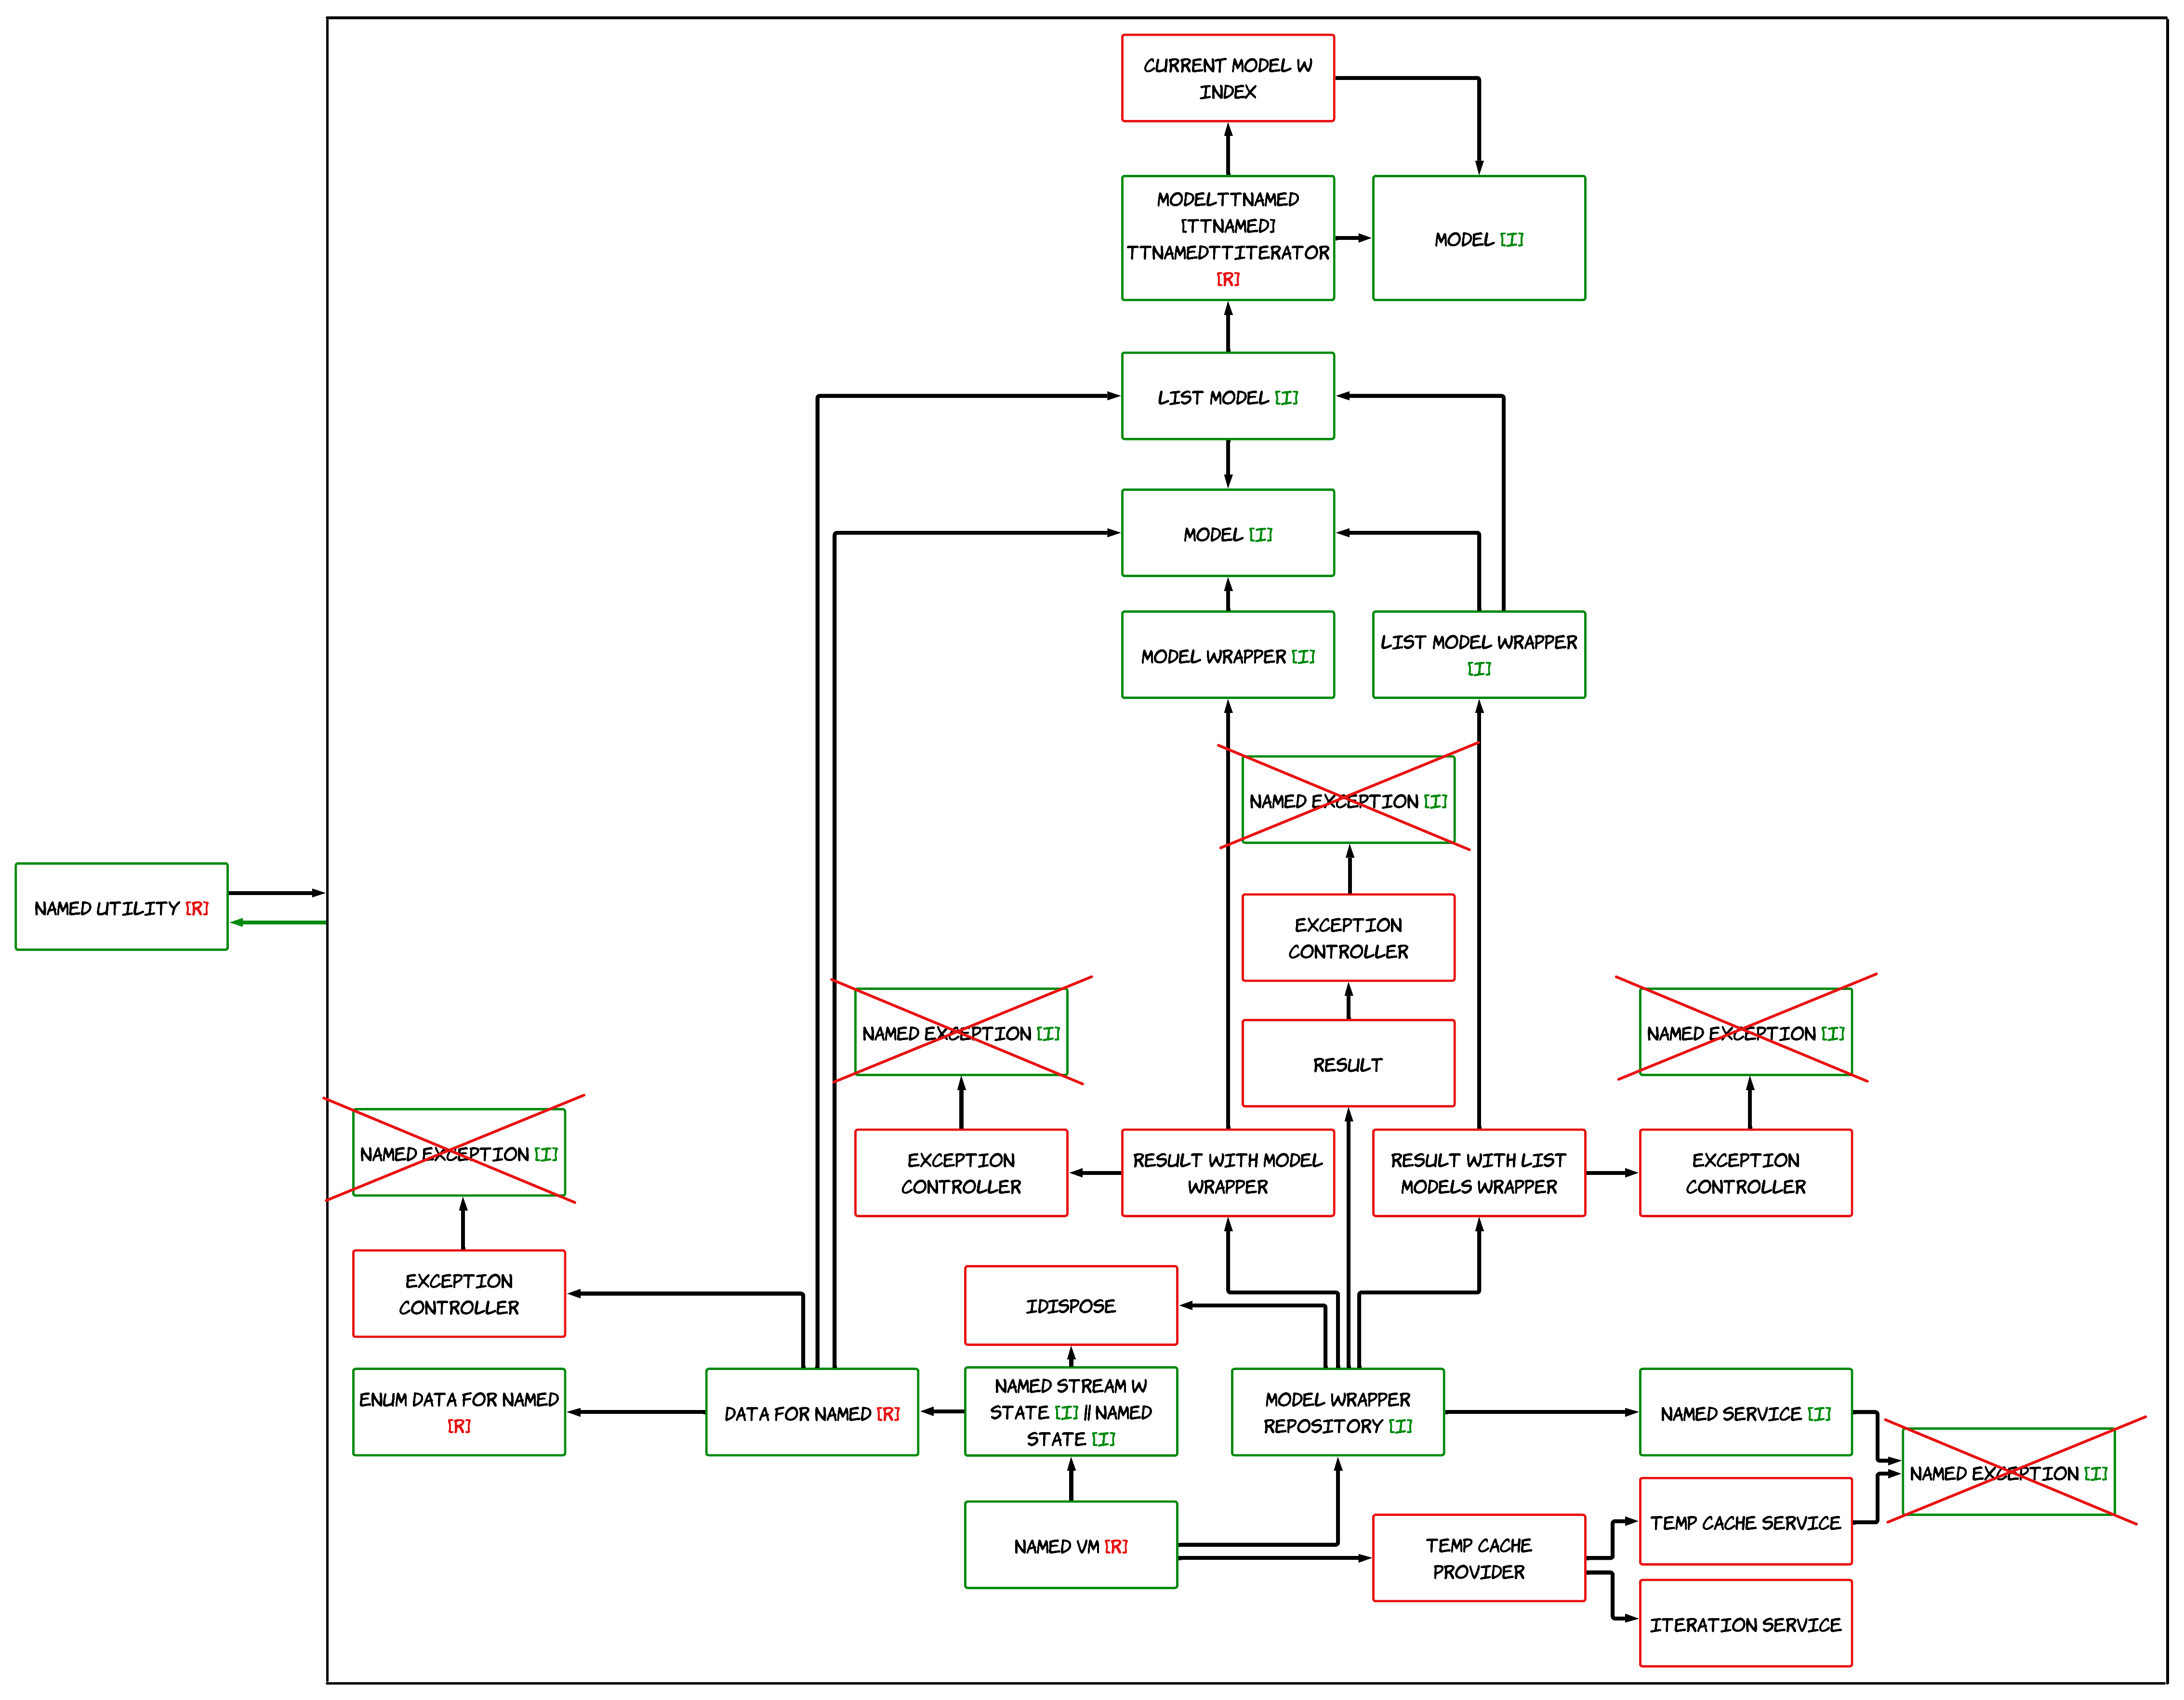 CURRENT MODEL W
INDEX
MODELTTNAMED
[TTNAMED]
TTNAMEDTTITERATOR
[R]
MODEL [I]
LIST MODEL [I]
MODEL [I]
MODEL WRAPPER [I]
LIST MODEL WRAPPER
[I]
NAMED EXCEPTION [I]
NAMED UTILITY [R]
EXCEPTION
CONTROLLER
NAMED EXCEPTION [I]
NAMED EXCEPTION [I]
RESULT
NAMED EXCEPTION [I]
EXCEPTION
CONTROLLER
RESULT WITH MODEL
WRAPPER
RESULT WITH LIST
MODELS WRAPPER
EXCEPTION
CONTROLLER
EXCEPTION
CONTROLLER
IDISPOSE
ENUM DATA FOR NAMED
[R]
DATA FOR NAMED [R]
NAMED STREAM W
STATE [I] || NAMED
STATE [I]
MODEL WRAPPER
REPOSITORY [I]
NAMED SERVICE [I]
NAMED EXCEPTION [I]
NAMED VM [R]
TEMP CACHE
PROVIDER
TEMP CACHE SERVICE
ITERATION SERVICE